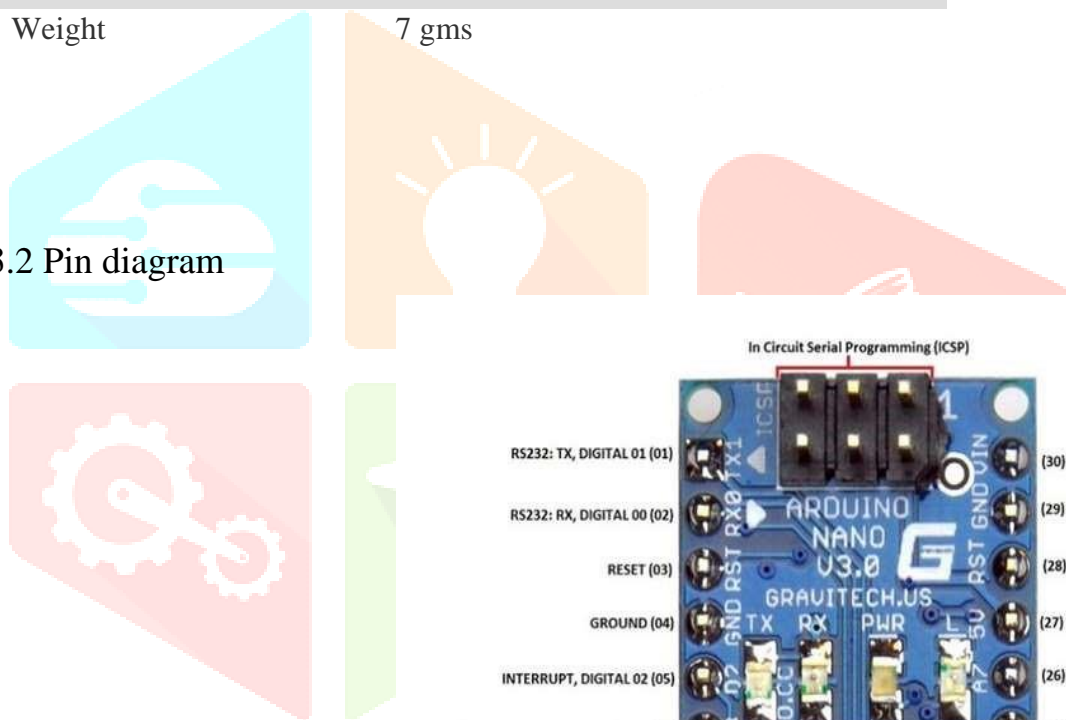 Weight 7 gms
3.2 Pin diagram
In Circuit Serial Programming (ICSP)
ICSP 1
RS232: TX, DIGITAL 01 (01) TX1 VIN (30)
RS232: RX, DIGITAL 00 (02) RX0 ARDUINO GND (29)
NANO
RESET (03) RST V3.0 G RST (28)
GRAVITECH.US
GROUND (04) GND TX RX PWR L 5V (27)
INTERRUPT, DIGITAL 02 (05) D2 O.CC A7 (26)